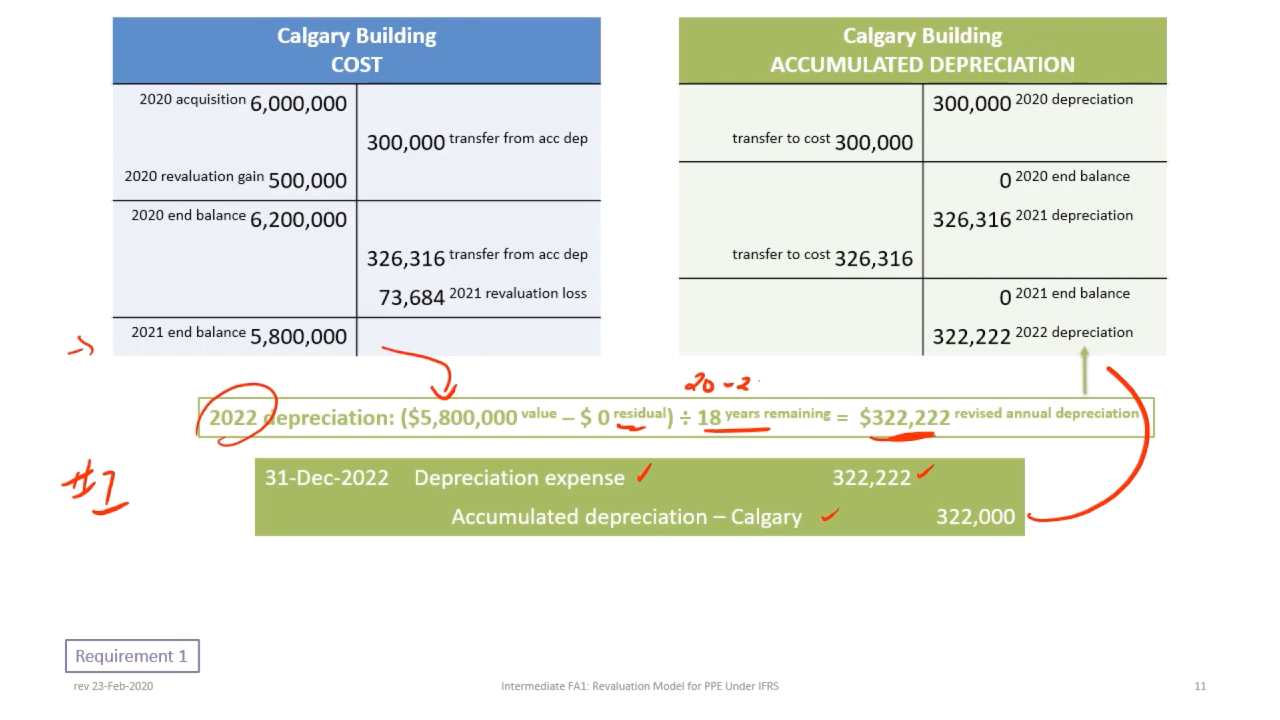 Calgary Building
COST
2020 acquisition 6,000,000
300,000 transfer from acc dep
2020 revaluation gain 500,000
2020 end balance 6,200,000
326,316 transfer from acc dep
73,684 2021 revaluation loss
2021 end balance 5,800,000
Calgary Building
ACCUMULATED DEPRECIATION
300,000 2020 depreciation
transfer to cost 300,000
0 2020 end balance
326,316 2021 depreciation
transfer to cost 326,316
0 2021 end balance
322,222 2022 depreciation
20 - 2
2022 depreciation: ($5,800,000 value – $ 0 residual) ÷ 18 years remaining = $322,222 revised annual depreciation
#1
31-Dec-2022 Depreciation expense 322,222
Accumulated depreciation – Calgary 322,000
Requirement 1
rev 23-Feb-2020 Intermediate FA1: Revaluation Model for PPE Under IFRS 11